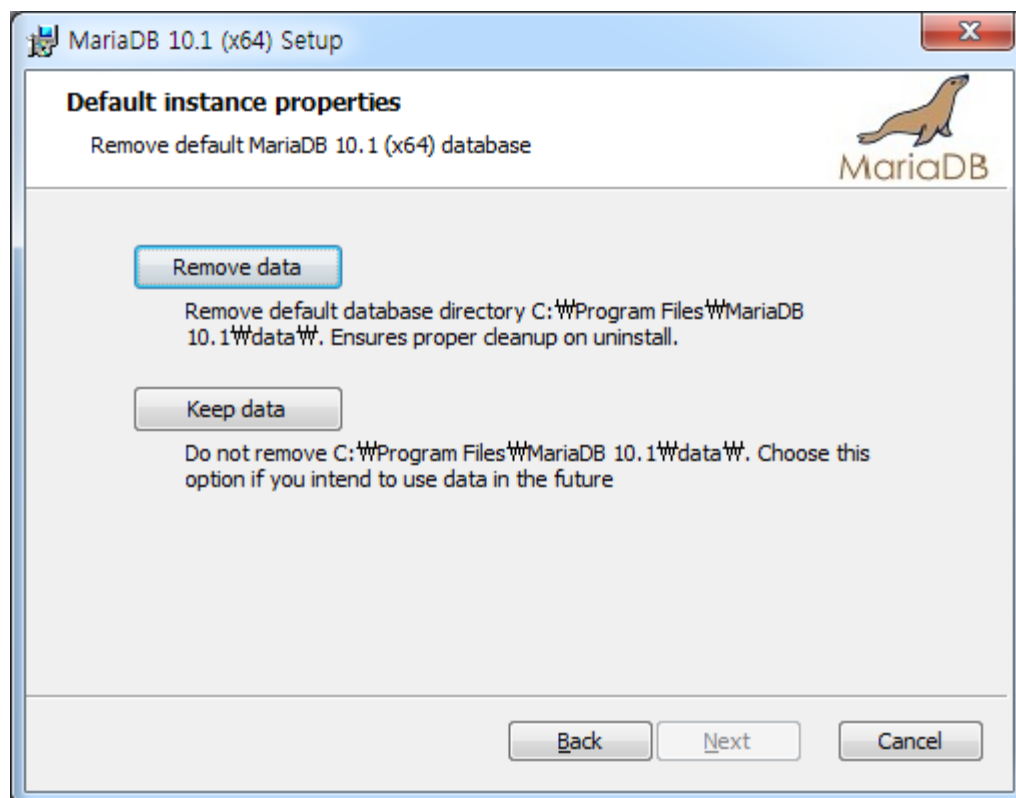 MariaDB 10.1 (x64) Setup
Default instance properties
Remove default MariaDB 10.1 (x64) database
MariaDB
Remove data
Remove default database directory C:₩Program Files₩MariaDB
10.1₩data₩. Ensures proper cleanup on uninstall.
Keep data
Do not remove C:₩Program Files₩MariaDB 10.1₩data₩. Choose this
option if you intend to use data in the future
Back Next Cancel